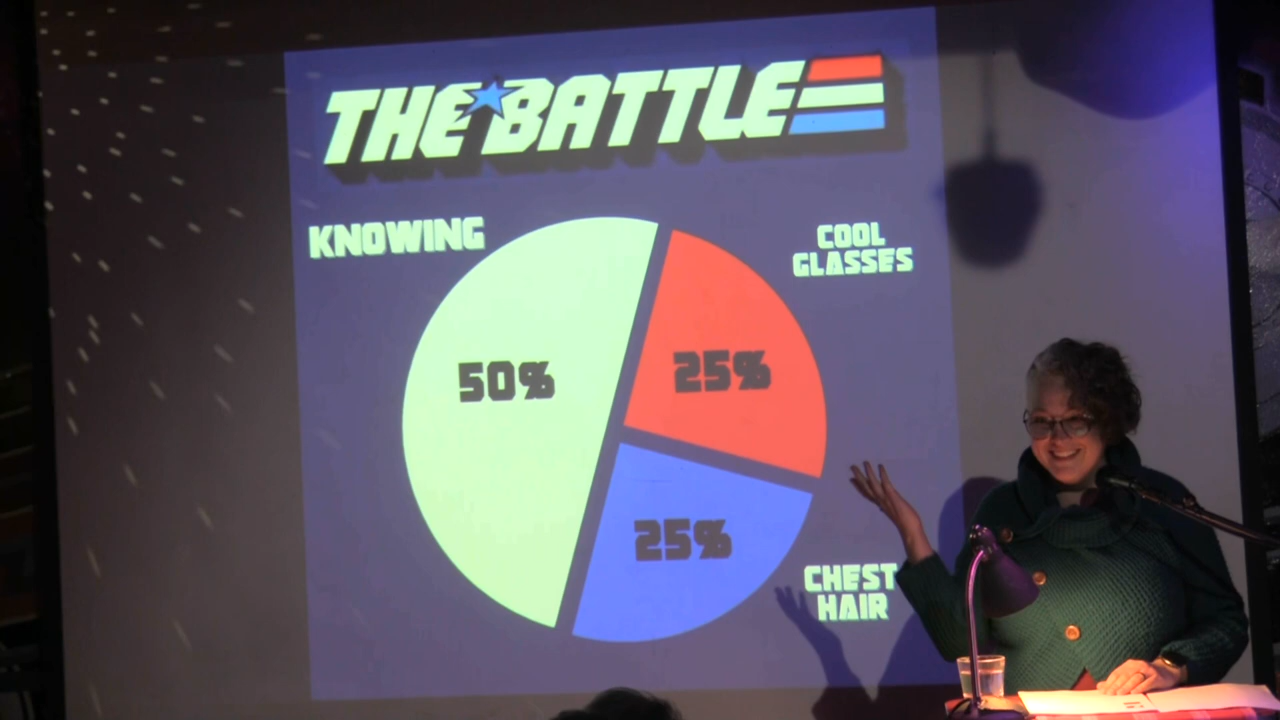 THE BATTLE
KNOWING
COOL
GLASSES
50%
25%
25%
CHEST
HAIR